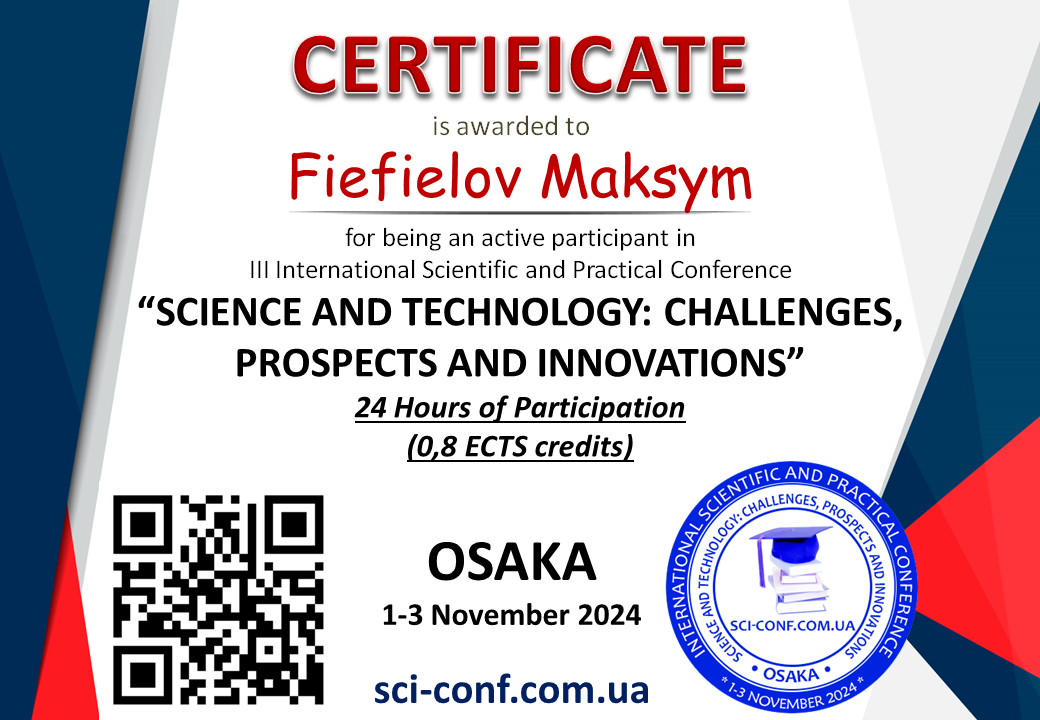 CERTIFICATE
is awarded to
Fiefielov Maksym
for being an active participant in
III International Scientific and Practical Conference
“SCIENCE AND TECHNOLOGY: CHALLENGES,
PROSPECTS AND INNOVATIONS”
24 Hours of Participation
(0,8 ECTS credits)
OSAKA
1-3 November 2024
sci-conf.com.ua
INTERNATIONAL SCIENTIFIC AND PRACTICAL CONFERENCE
SCIENCE AND TECHNOLOGY: CHALLENGES, PROSPECTS AND INNOVATIONS
SCI-CONF.COM.UA
• OSAKA •
* 1-3 NOVEMBER 2024 *